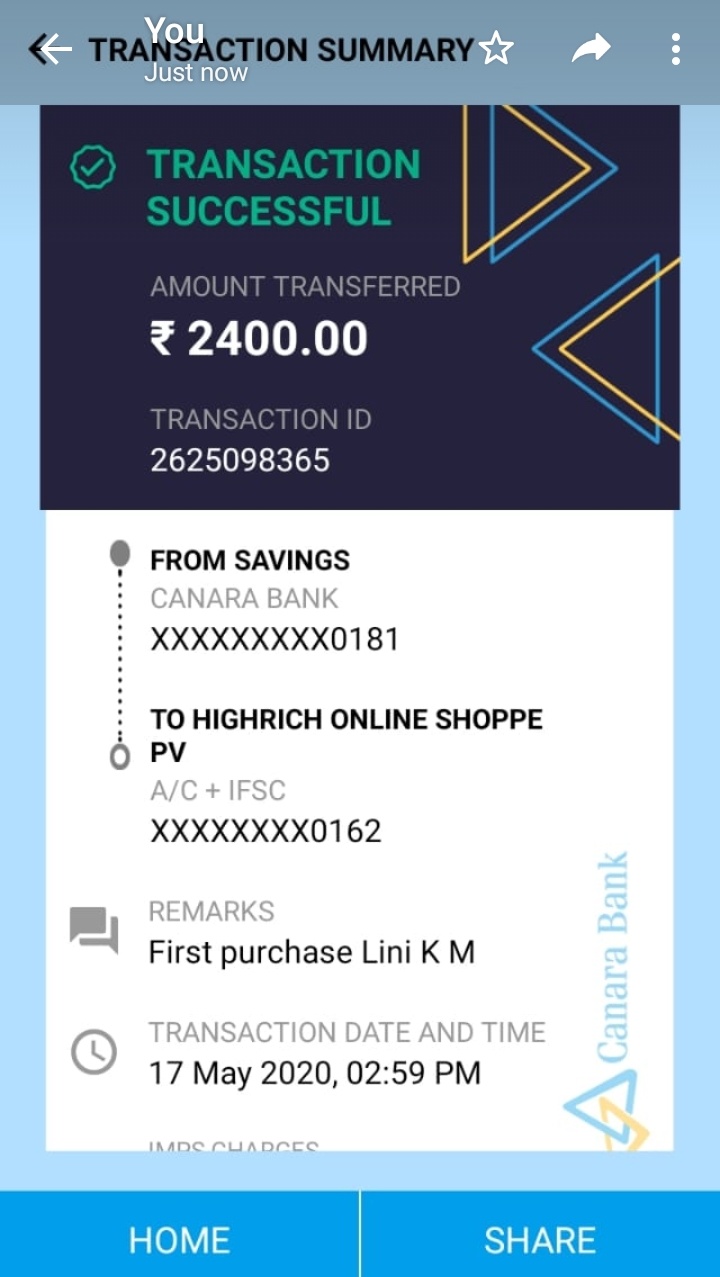 You
TRANSACTION SUMMARY
Just now
TRANSACTION
SUCCESSFUL
AMOUNT TRANSFERRED
₹ 2400.00
TRANSACTION ID
2625098365
FROM SAVINGS
CANARA BANK
XXXXXXXXX0181
TO HIGHRICH ONLINE SHOPPE
PV
A/C + IFSC
XXXXXXXX0162
REMARKS
First purchase Lini K M
TRANSACTION DATE AND TIME
17 May 2020, 02:59 PM
IMPS CHARGES
Canara Bank
HOME
SHARE